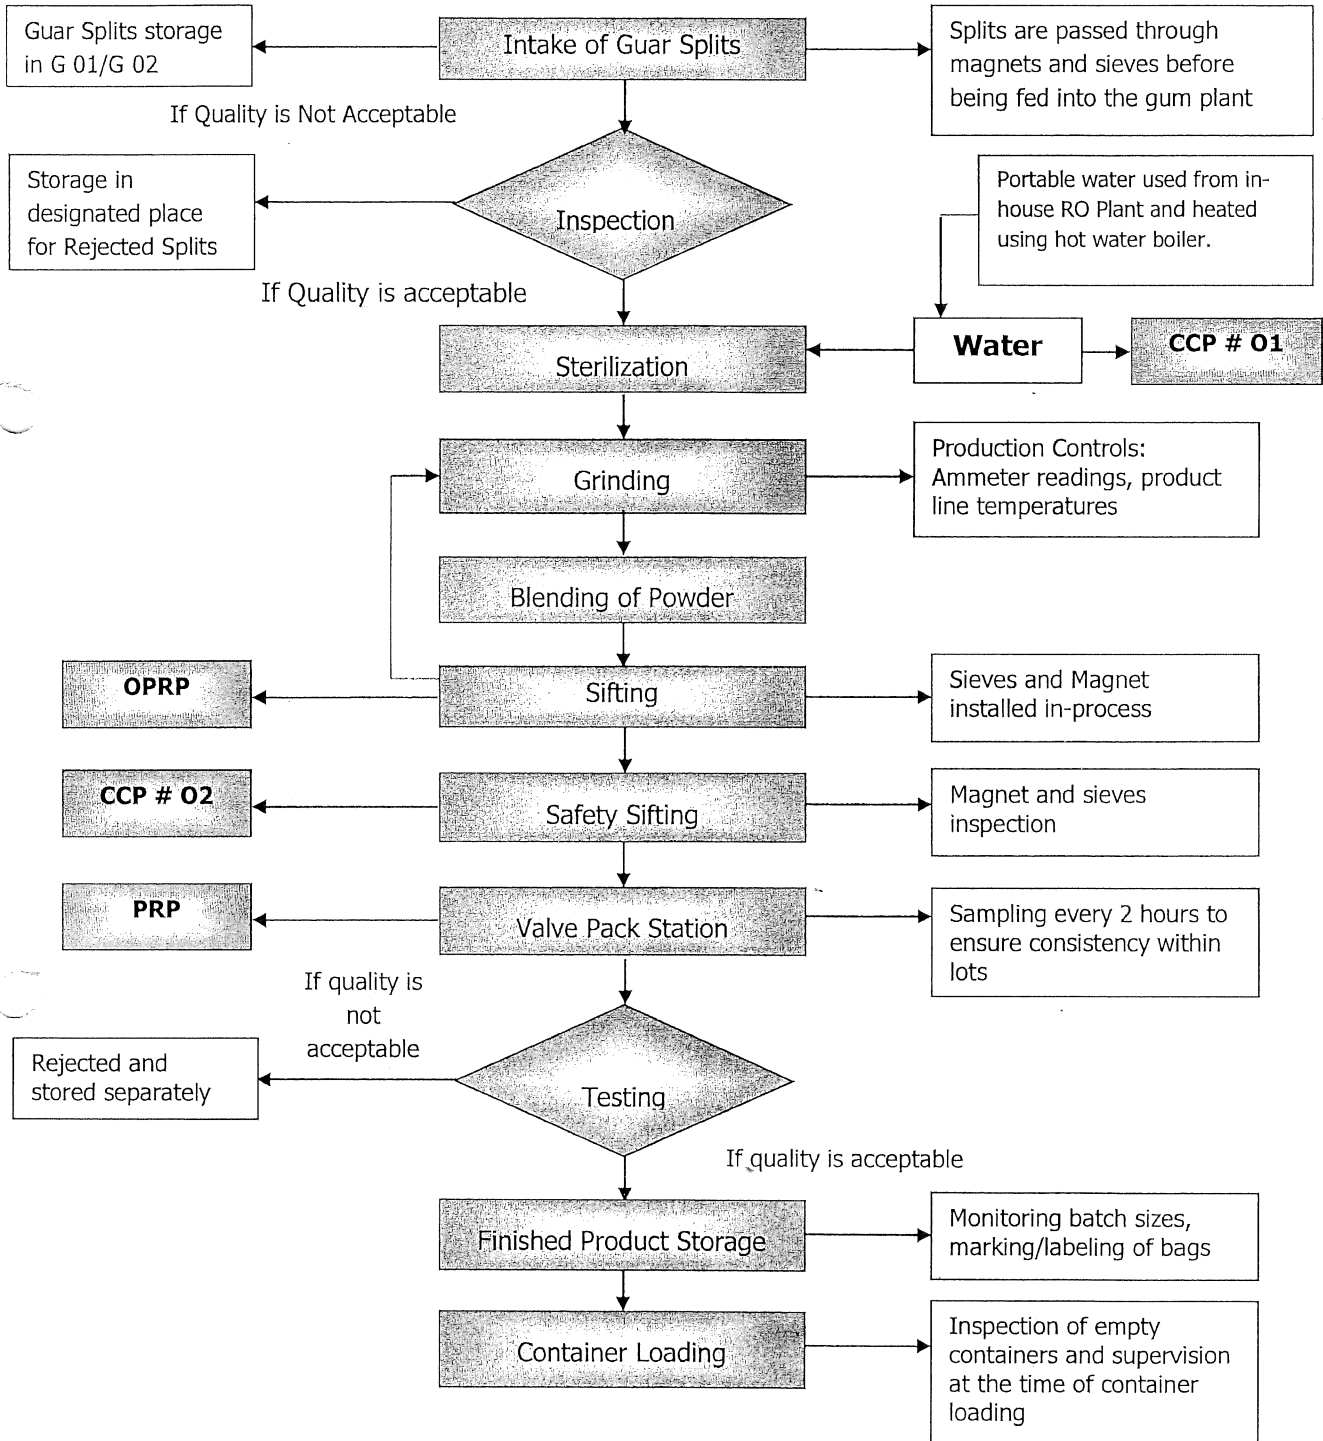 Guar Splits storage
in G 01/G 02
Intake of Guar Splits
Splits are passed through
magnets and sieves before
being fed into the gum plant
If Quality is Not Acceptable
Storage in
designated place
for Rejected Splits
Inspection
Portable water used from in-
house RO Plant and heated
using hot water boiler.
If Quality is acceptable
Sterilization
Water
CCP # O1
Grinding
Production Controls:
Ammeter readings, product
line temperatures
Blending of Powder
OPRP
Sifting
Sieves and Magnet
installed in-process
CCP # O2
Safety Sifting
Magnet and sieves
inspection
PRP
Valve Pack Station
Sampling every 2 hours to
ensure consistency within
lots
If quality is
not
acceptable
Rejected and
stored separately
Testing
If quality is acceptable
Finished Product Storage
Monitoring batch sizes,
marking/labeling of bags
Container Loading
Inspection of empty
containers and supervision
at the time of container
loading